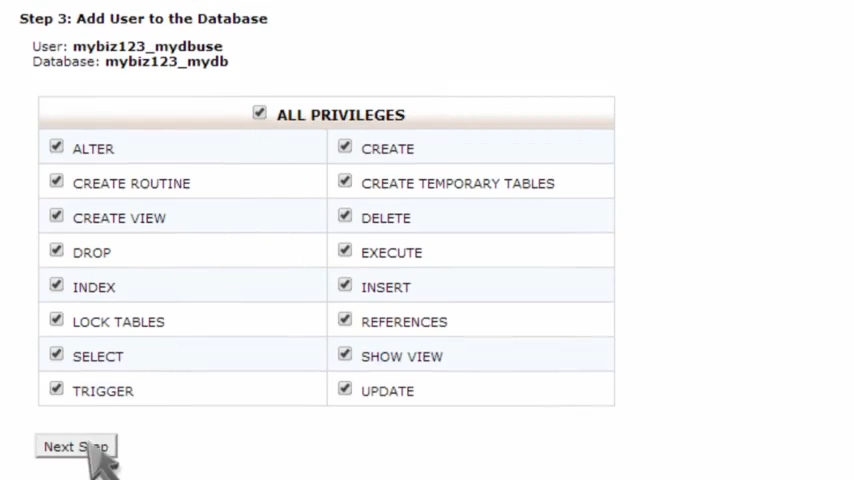 Step 3: Add User to the Database
User: mybiz123_mydbuse
Database: mybiz123_mydb
ALL PRIVILEGES
ALTER CREATE
CREATE ROUTINE CREATE TEMPORARY TABLES
CREATE VIEW DELETE
DROP EXECUTE
INDEX INSERT
LOCK TABLES REFERENCES
SELECT SHOW VIEW
TRIGGER UPDATE
Next Step